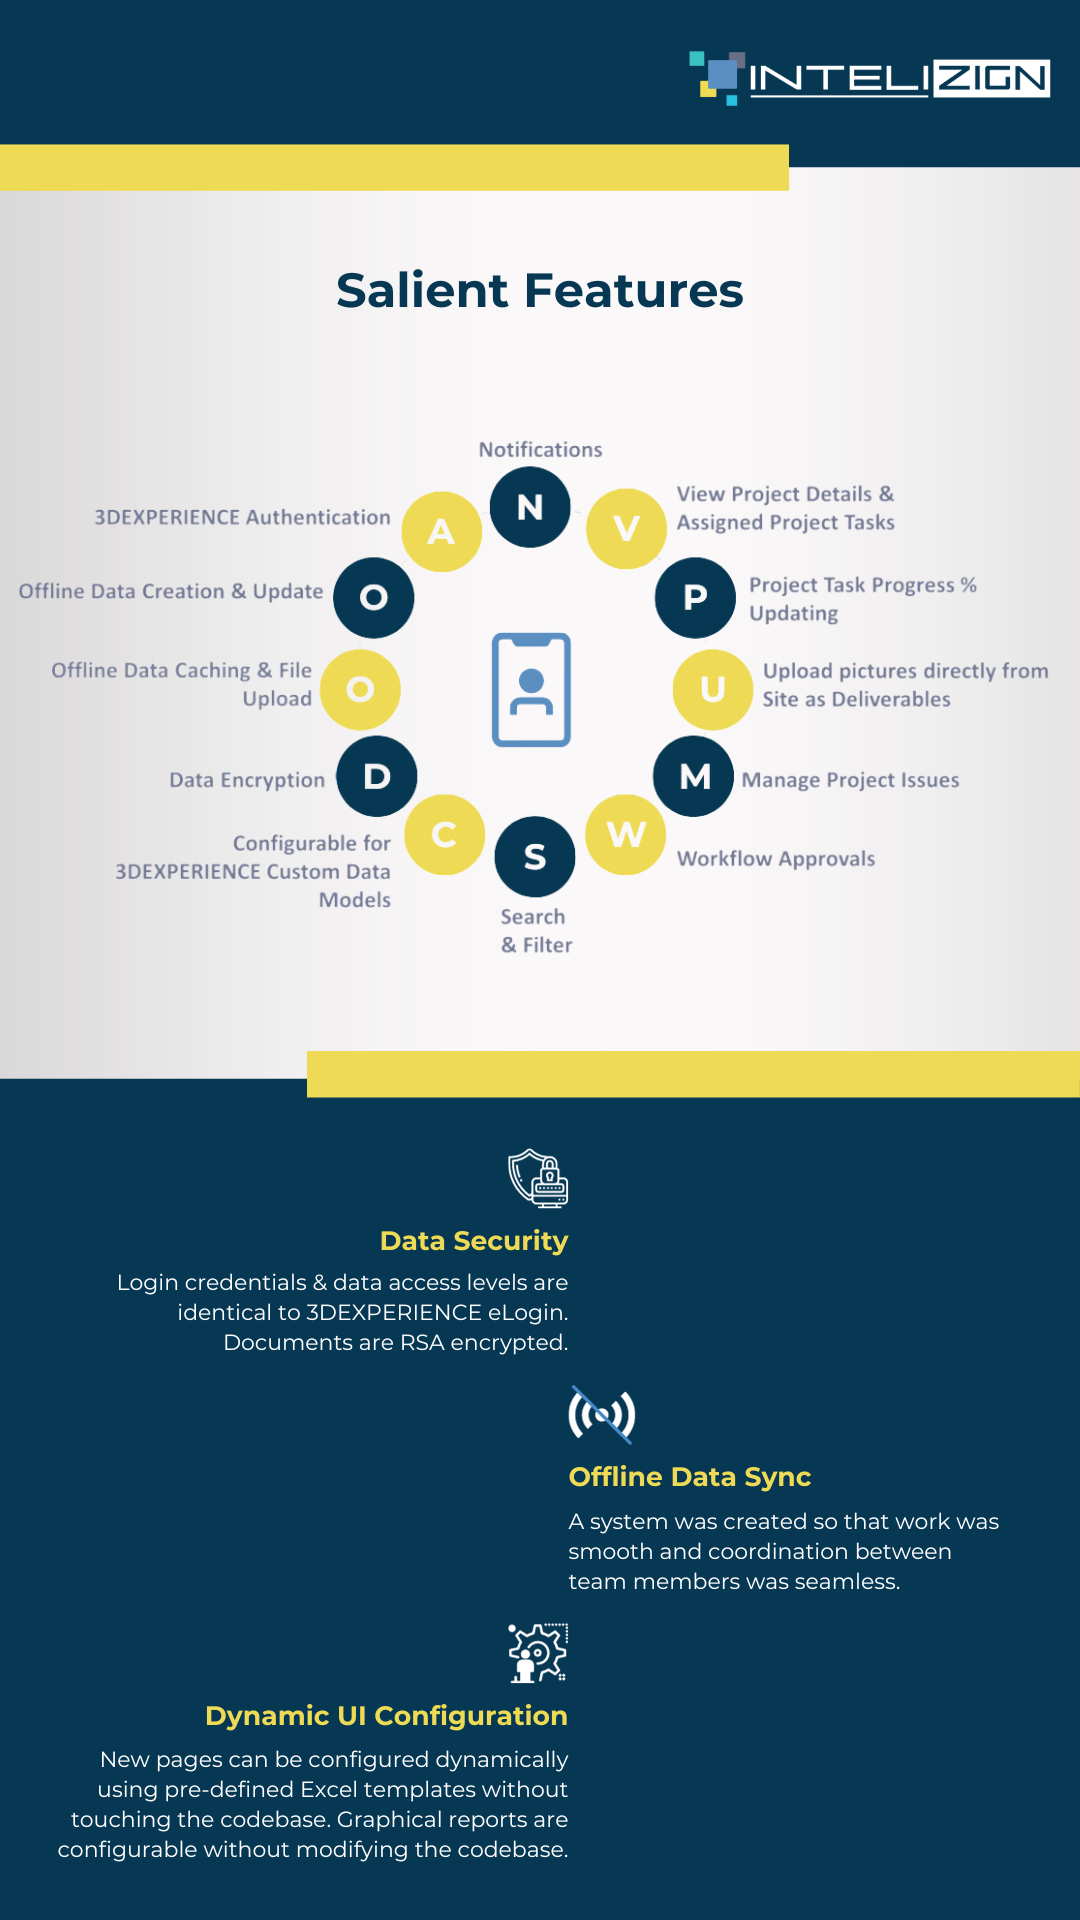 INTELIZIGN
Salient Features
Notifications
N
V
View Project Details &
Assigned Project Tasks
P
Project Task Progress %
Updating
U
Upload pictures directly from
Site as Deliverables
M
Manage Project Issues
W
Workflow Approvals
S
Search
& Filter
C
Configurable for
3DEXPERIENCE Custom Data
Models
D
Data Encryption
O
Offline Data Caching & File
Upload
O
Offline Data Creation & Update
A
3DEXPERIENCE Authentication
Data Security
Login credentials & data access levels are
identical to 3DEXPERIENCE eLogin.
Documents are RSA encrypted.
Offline Data Sync
A system was created so that work was
smooth and coordination between
team members was seamless.
Dynamic UI Configuration
New pages can be configured dynamically
using pre-defined Excel templates without
touching the codebase. Graphical reports are
configurable without modifying the codebase.